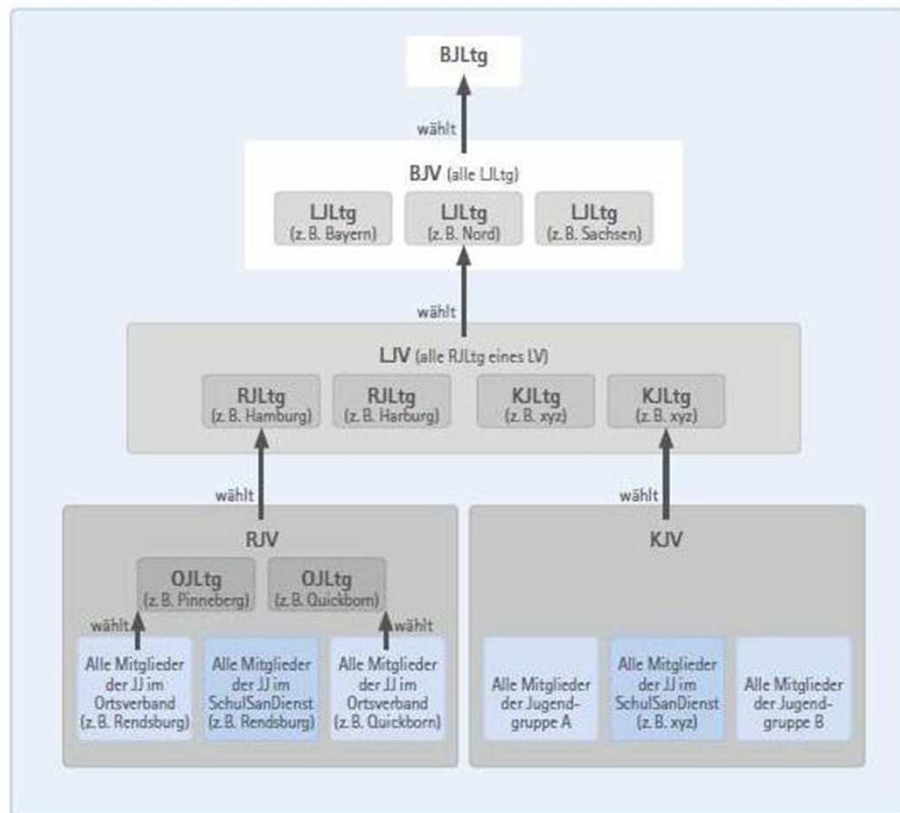 BJLtg
wählt
BJV (alle LJLtg)
LJLtg
(z. B. Bayern)
LJLtg
(z. B. Nord)
LJLtg
(z. B. Sachsen)
wählt
LJV (alle RJLtg eines LV)
RJLtg
(z. B. Hamburg)
RJLtg
(z. B. Harburg)
KJLtg
(z. B. xyz)
KJLtg
(z. B. xyz)
wählt
wählt
RJV
OJLtg
(z. B. Pinneberg)
OJLtg
(z. B. Quickborn)
wählt
wählt
Alle Mitglieder
der JJ im
Ortsverband
(z. B. Rendsburg)
Alle Mitglieder
der JJ im
SchulSanDienst
(z. B. Rendsburg)
Alle Mitglieder
der JJ im
Ortsverband
(z. B. Quickborn)
KJV
Alle Mitglieder
der Jugend-
gruppe A
Alle Mitglieder
der JJ im
SchulSanDienst
(z. B. xyz)
Alle Mitglieder
der Jugend-
gruppe B